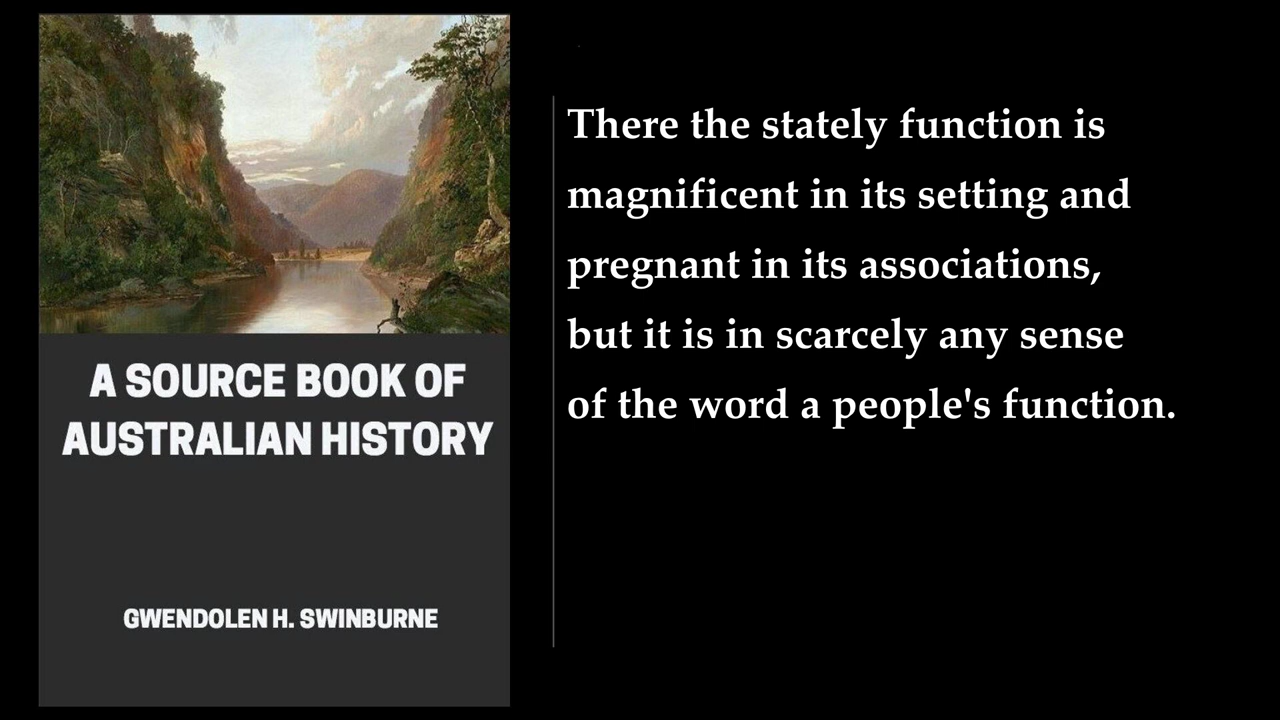 A SOURCE BOOK OF
AUSTRALIAN HISTORY
GWENDOLEN H. SWINBURNE
There the stately function is
magnificent in its setting and
pregnant in its associations,
but it is in scarcely any sense
of the word a people's function.